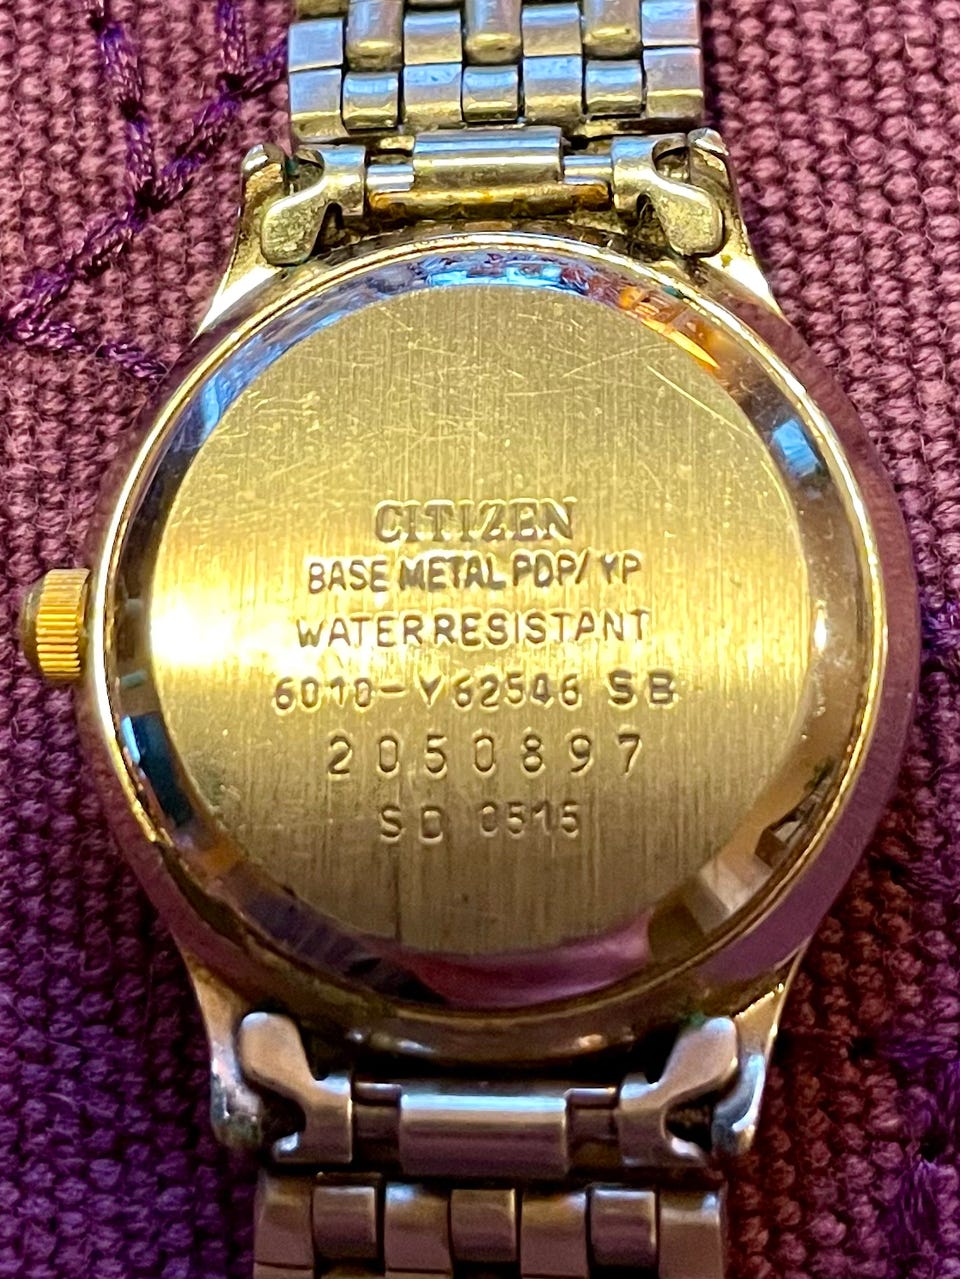 CITIZEN
BASE METAL PDP/YP
WATER RESISTANT
6010-Y62546 SB
2050897
SD 0515